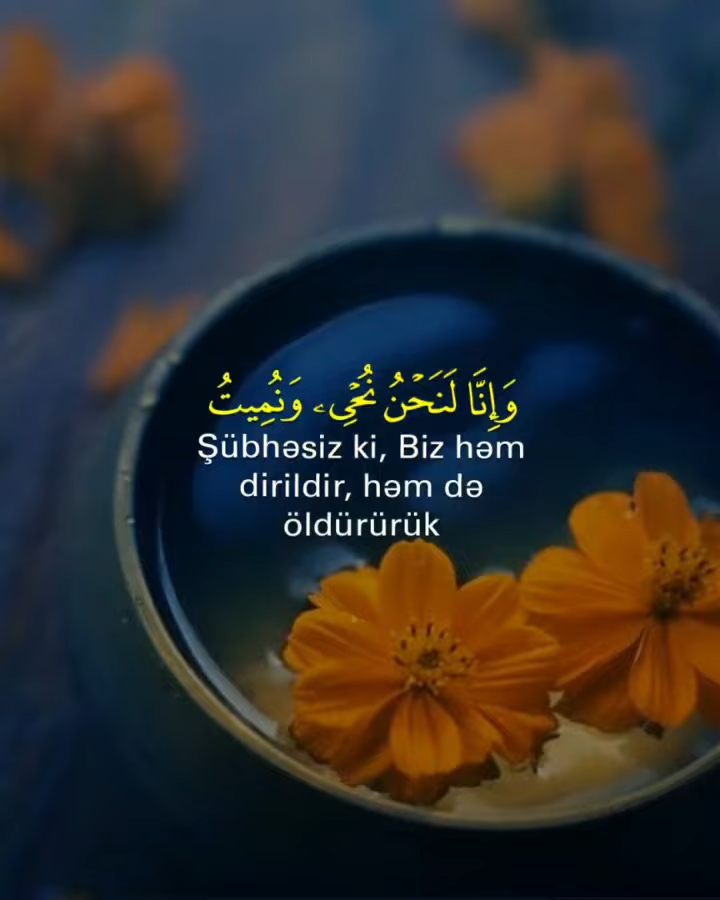 وَإِنَّا لَنَحۡنُ نُحۡيِۦ وَنُمِيتُ
Şübhəsiz ki, Biz həm
dirildir, həm də
öldürürük